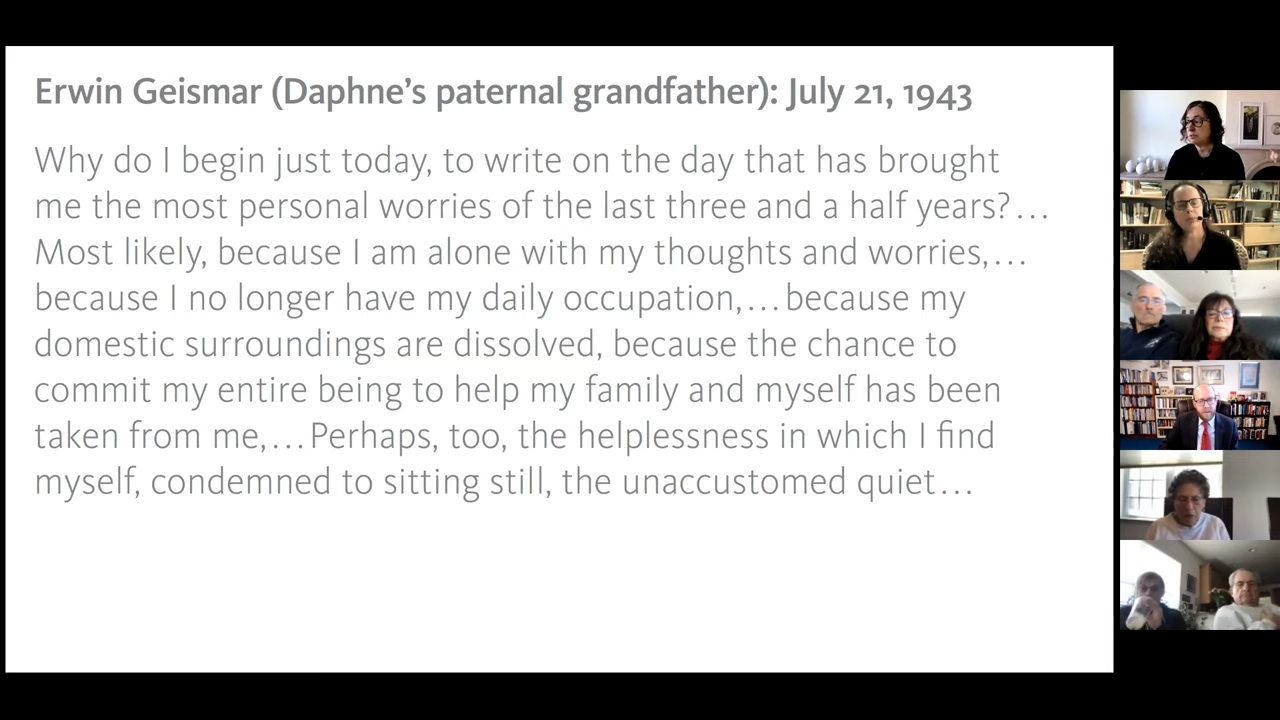 Erwin Geismar (Daphne’s paternal grandfather): July 21, 1943
Why do I begin just today, to write on the day that has brought
me the most personal worries of the last three and a half years?…
Most likely, because I am alone with my thoughts and worries,…
because I no longer have my daily occupation,…because my
domestic surroundings are dissolved, because the chance to
commit my entire being to help my family and myself has been
taken from me,…Perhaps, too, the helplessness in which I find
myself, condemned to sitting still, the unaccustomed quiet…